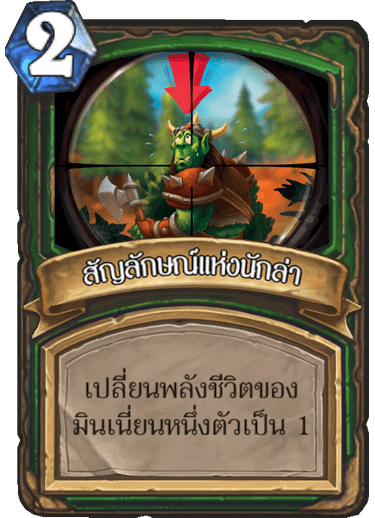 2
สัญลักษณ์แห่งนักล่า
เปลี่ยนพลังชีวิตของ
มินเนี่ยนหนึ่งตัวเป็น 1